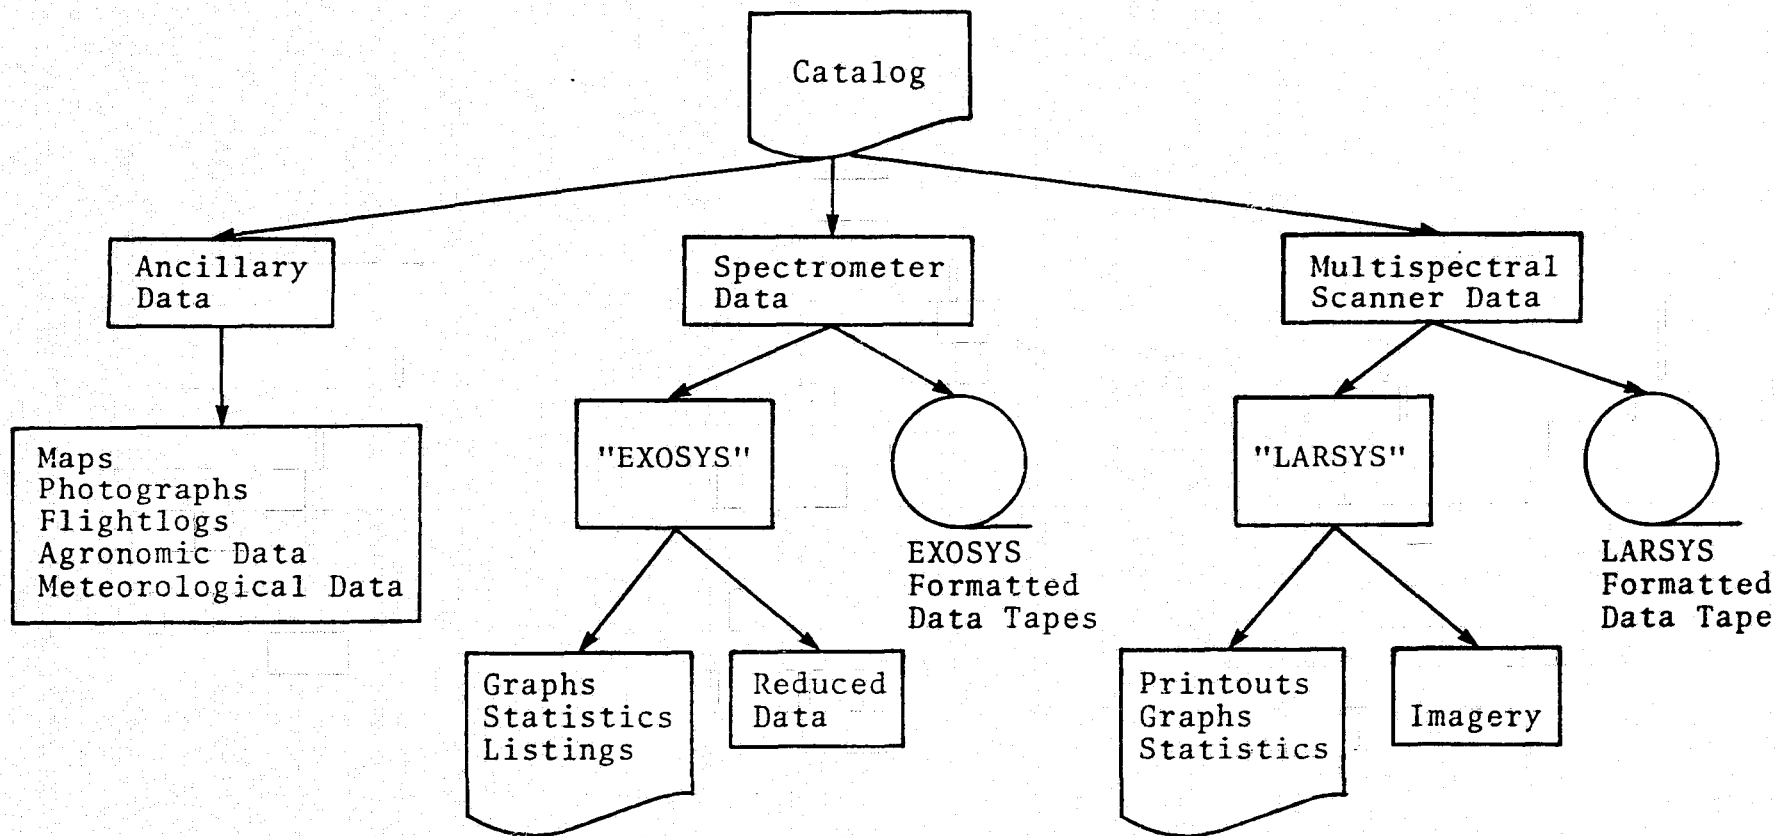 Catalog
Ancillary
Data
Spectrometer
Data
Multispectral
Scanner Data
Maps
Photographs
Flightlogs
Agronomic Data
Meteorological Data
"EXOSYS"
EXOSYS
Formatted
Data Tapes
"LARSYS"
LARSYS
Formatted
Data Tape
Graphs
Statistics
Listings
Reduced
Data
Printouts
Graphs
Statistics
Imagery